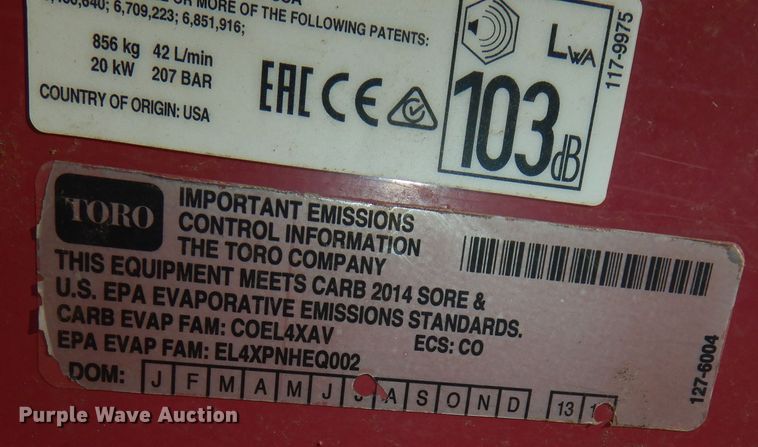 6,709,223; 6,851,916;
OR MORE OF THE FOLLOWING PATENTS:
856 kg 42 L/min
20 kW 207 BAR
COUNTRY OF ORIGIN: USA
EAC CE
LWA
103 dB
117-9975
TORO
IMPORTANT EMISSIONS
CONTROL INFORMATION
THE TORO COMPANY
THIS EQUIPMENT MEETS CARB 2014 SORE &
U.S. EPA EVAPORATIVE EMISSIONS STANDARDS.
CARB EVAP FAM: COEL4XAV ECS: CO
EPA EVAP FAM: EL4XPNHEQ002
DOM: J F M A M J J A S O N D 13
127-6004
Purple Wave Auction